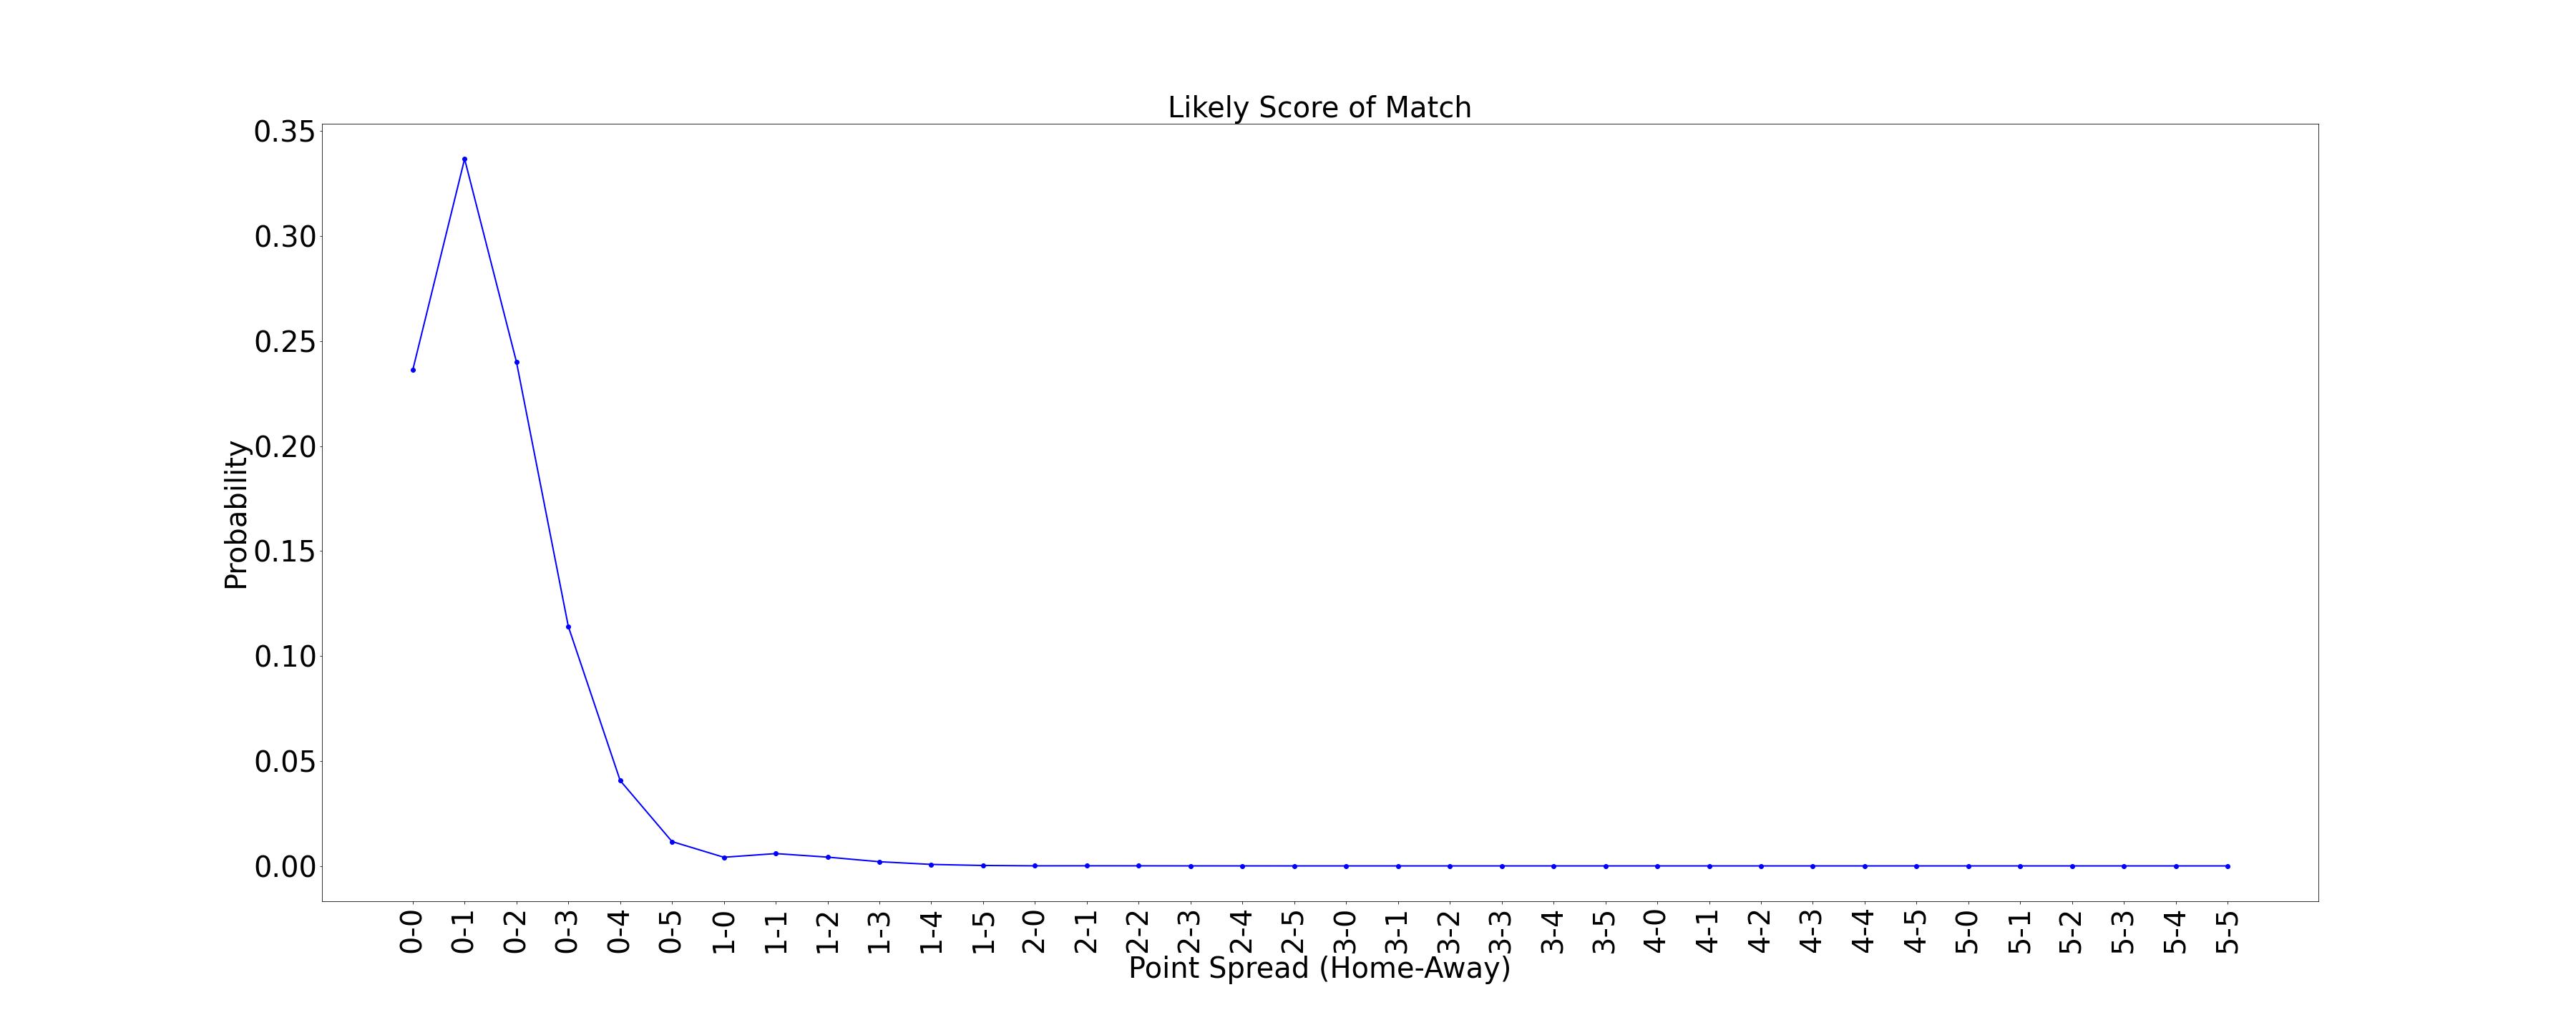 Likely Score of Match
0.35
0.30
0.25
0.20
0.15
0.10
0.05
0.00
Probability
0-0 0-1 0-2 0-3 0-4 0-5 1-0 1-1 1-2 1-3 1-4 1-5 2-0 2-1 2-2 2-3 2-4 2-5 3-0 3-1 3-2 3-3 3-4 3-5 4-0 4-1 4-2 4-3 4-4 4-5 5-0 5-1 5-2 5-3 5-4 5-5
Point Spread (Home-Away)